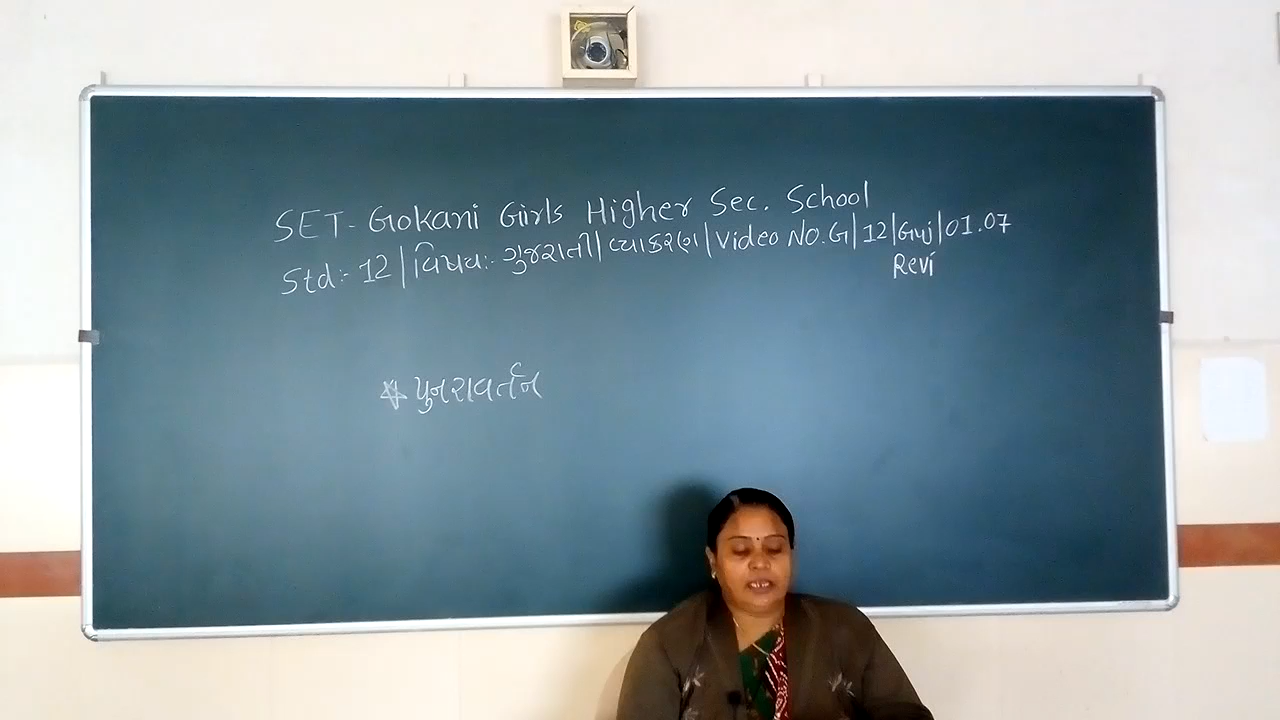 SET- Gokani Girls Higher Sec. School
Std:- 12 | વિષય:- ગુજરાતી | વ્યાકરણ | Video NO. G | 12 | Guj | 01.07
Revi
* પુનરાવર્તન